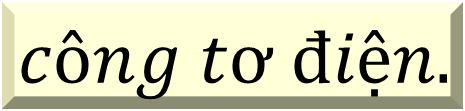 công tơ điện.